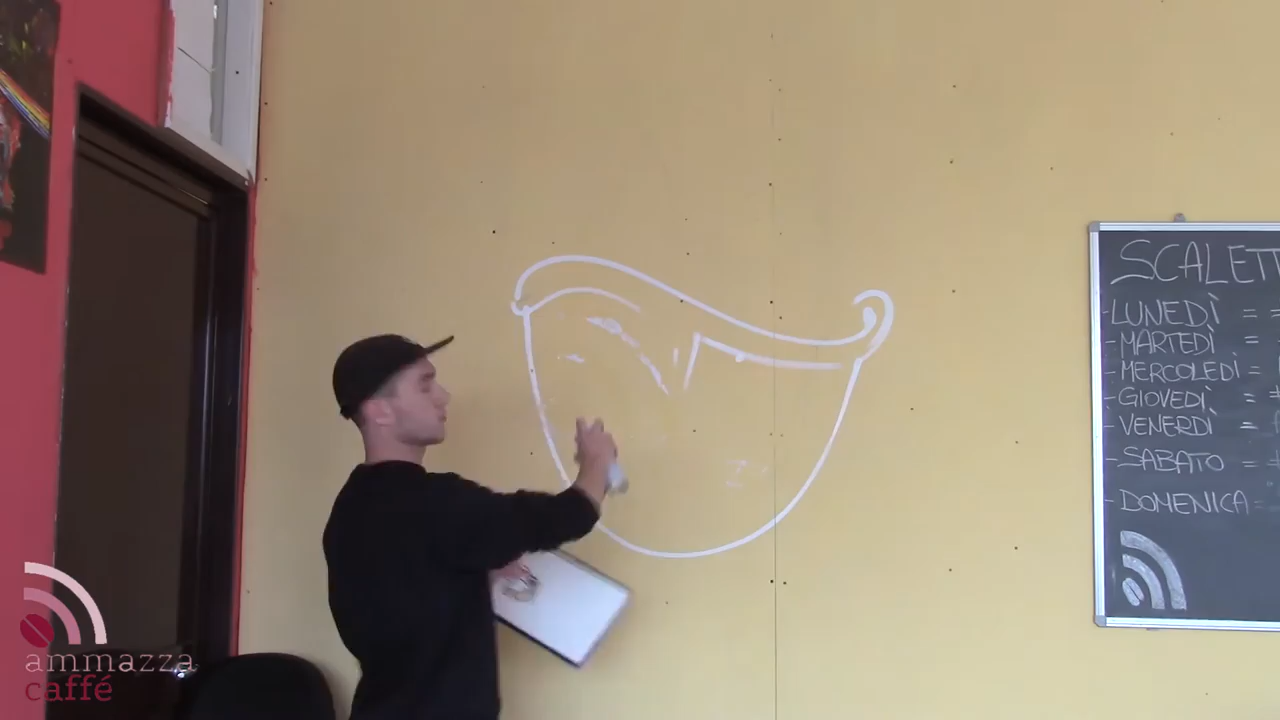 SCALETT
- LUNEDÌ = =
- MARTEDÌ =
- MERCOLEDÌ =
- GIOVEDÌ =
- VENERDÌ =
- SABATO =
- DOMENICA =
ammazza
caffé